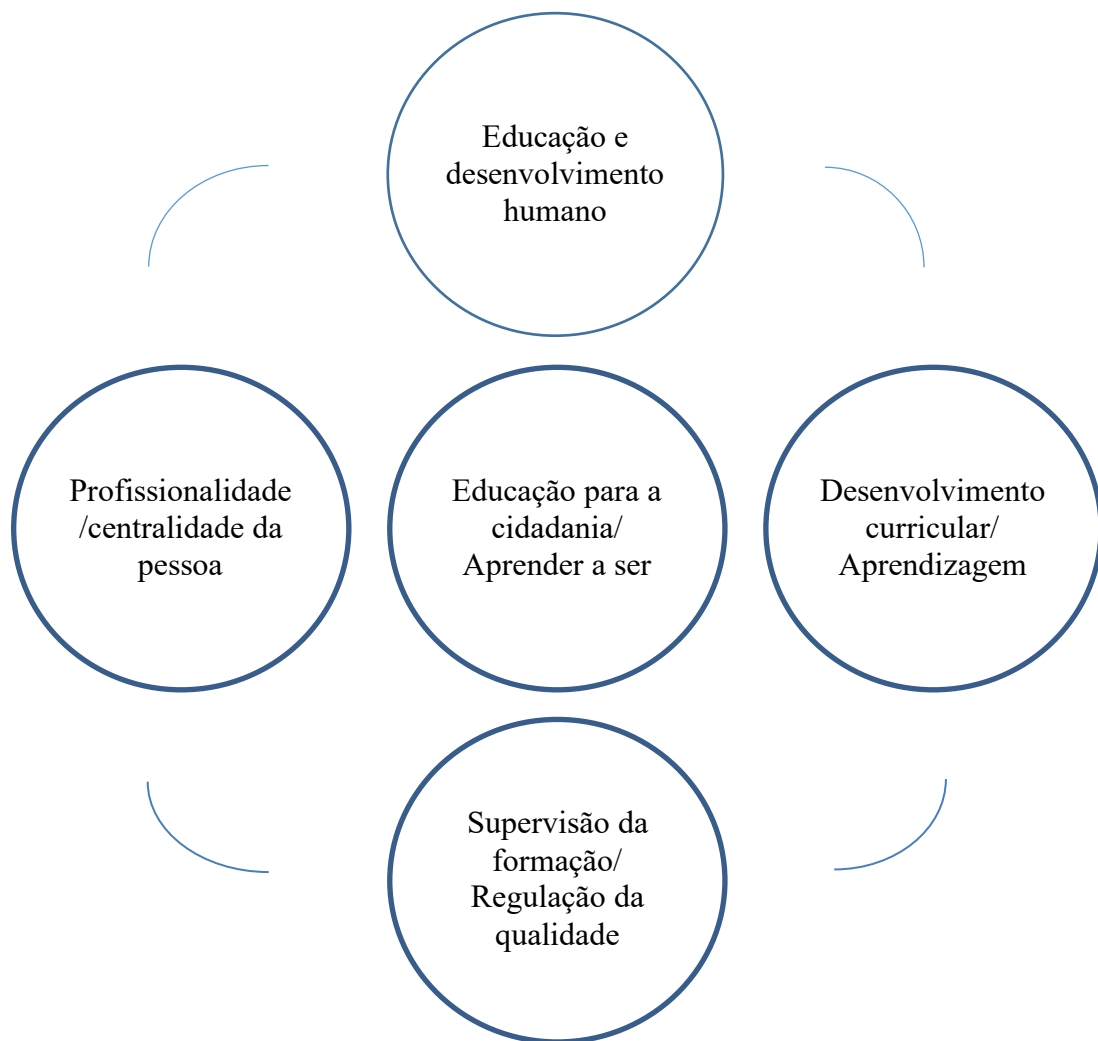 Educação e
desenvolvimento
humano
Profissionalidade
/centralidade da
pessoa
Educação para a
cidadania/
Aprender a ser
Desenvolvimento
curricular/
Aprendizagem
Supervisão da
formação/
Regulação da
qualidade